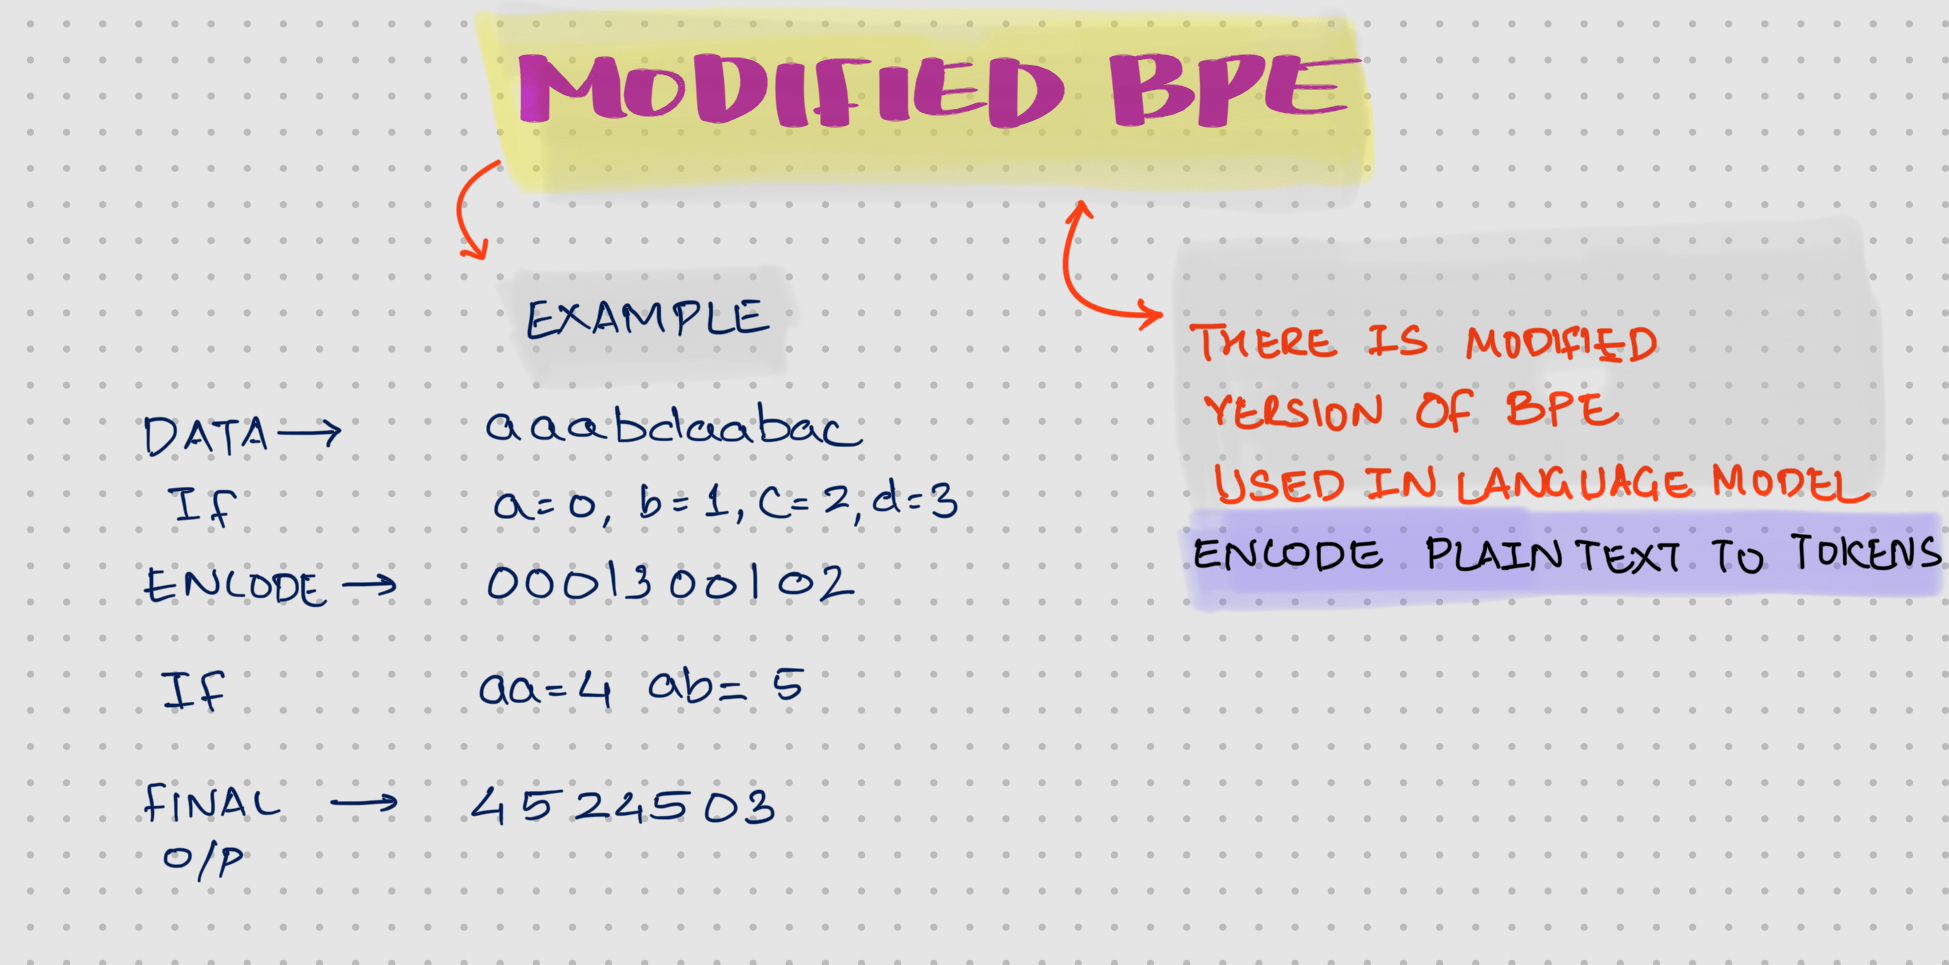 MODIFIED BPE
EXAMPLE
DATA → aaabdaabac
If a=0, b=1, c=2, d=3
ENCODE → 0001300102
If aa=4 ab=5
FINAL → 4524503
O/P
THERE IS MODIFIED
VERSION OF BPE
USED IN LANGUAGE MODEL
ENCODE PLAIN TEXT TO TOKENS